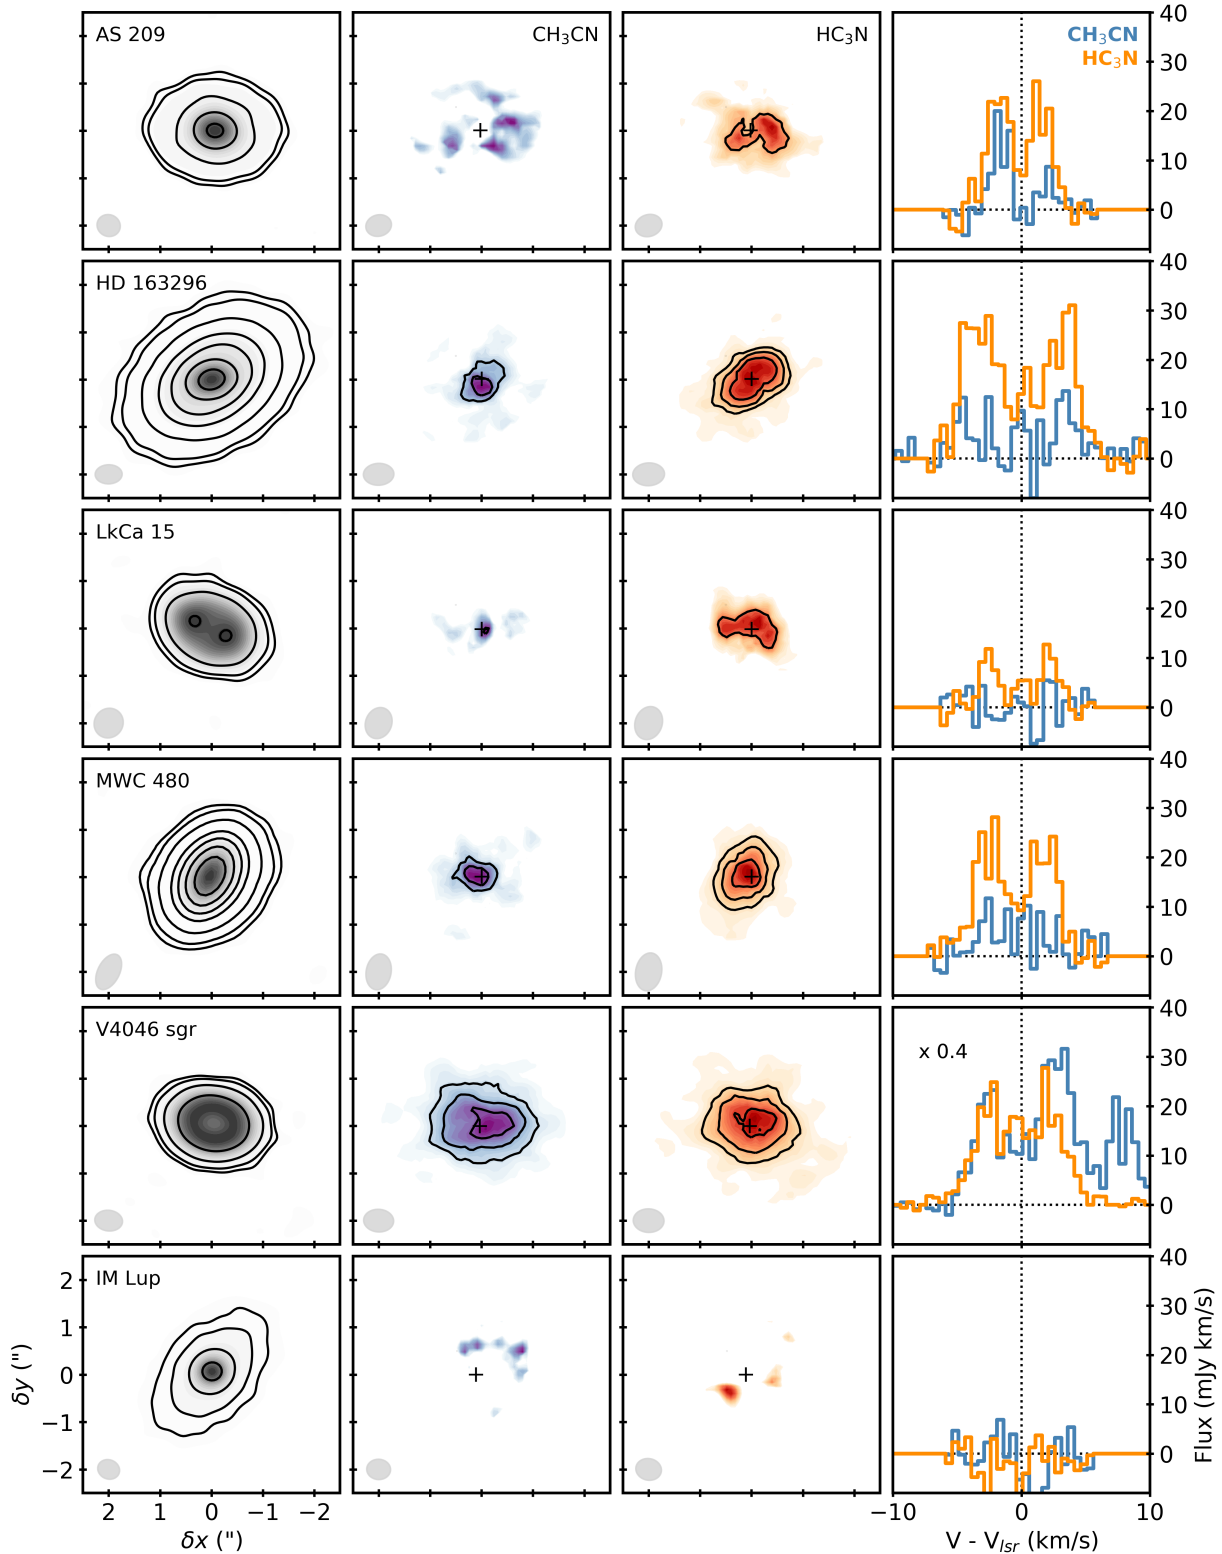 AS 209
CH₃CN
HC₃N
CH₃CN
HC₃N
40
30
20
10
0
HD 163296
40
30
20
10
0
LkCa 15
40
30
20
10
0
MWC 480
40
30
20
10
0
V4046 sgr
x 0.4
40
30
20
10
0
IM Lup
2
1
0
−1
−2
δy (")
2 1 0 −1 −2
δx (")
40
30
20
10
0
Flux (mJy km/s)
−10 0 10
V - Vlsr (km/s)